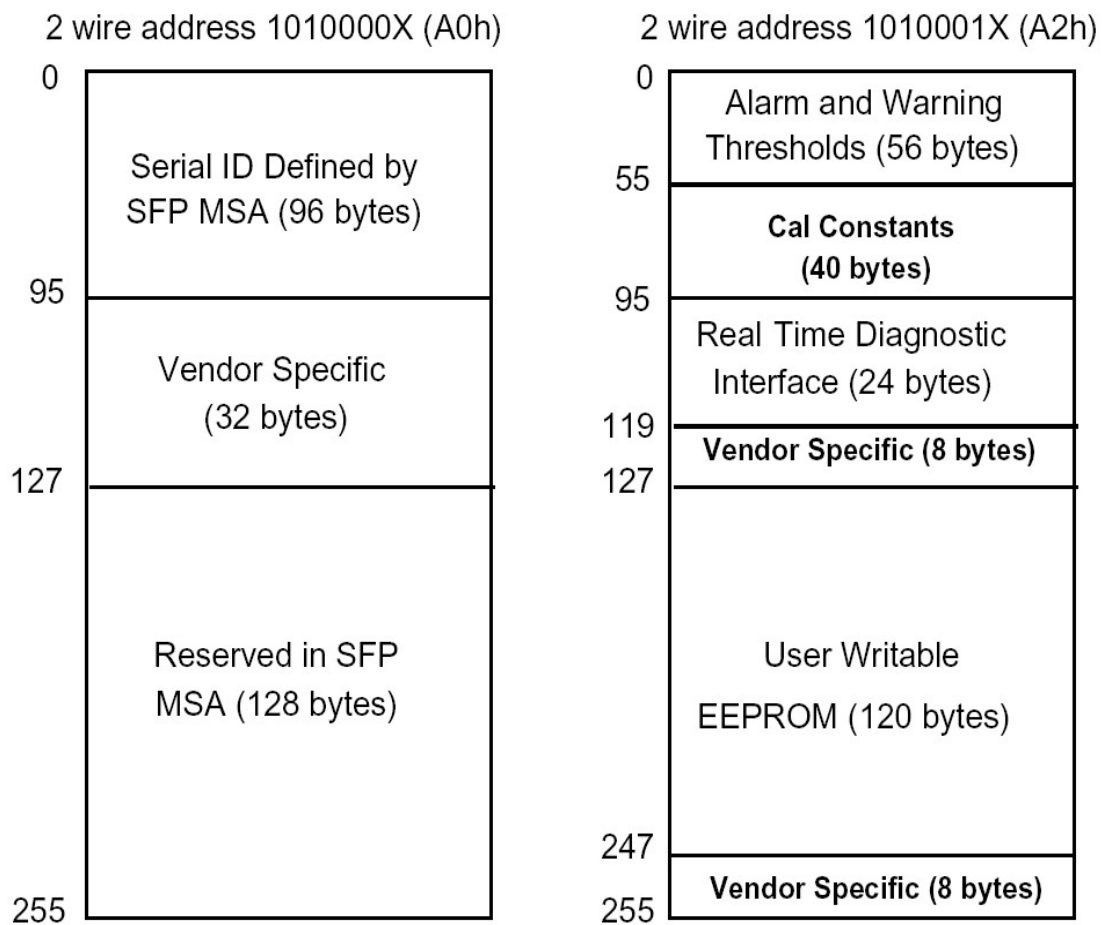 2 wire address 1010000X (A0h)
0
Serial ID Defined by
SFP MSA (96 bytes)
95
Vendor Specific
(32 bytes)
127
Reserved in SFP
MSA (128 bytes)
255
2 wire address 1010001X (A2h)
0
Alarm and Warning
Thresholds (56 bytes)
55
Cal Constants
(40 bytes)
95
Real Time Diagnostic
Interface (24 bytes)
119
Vendor Specific (8 bytes)
127
User Writable
EEPROM (120 bytes)
247
Vendor Specific (8 bytes)
255